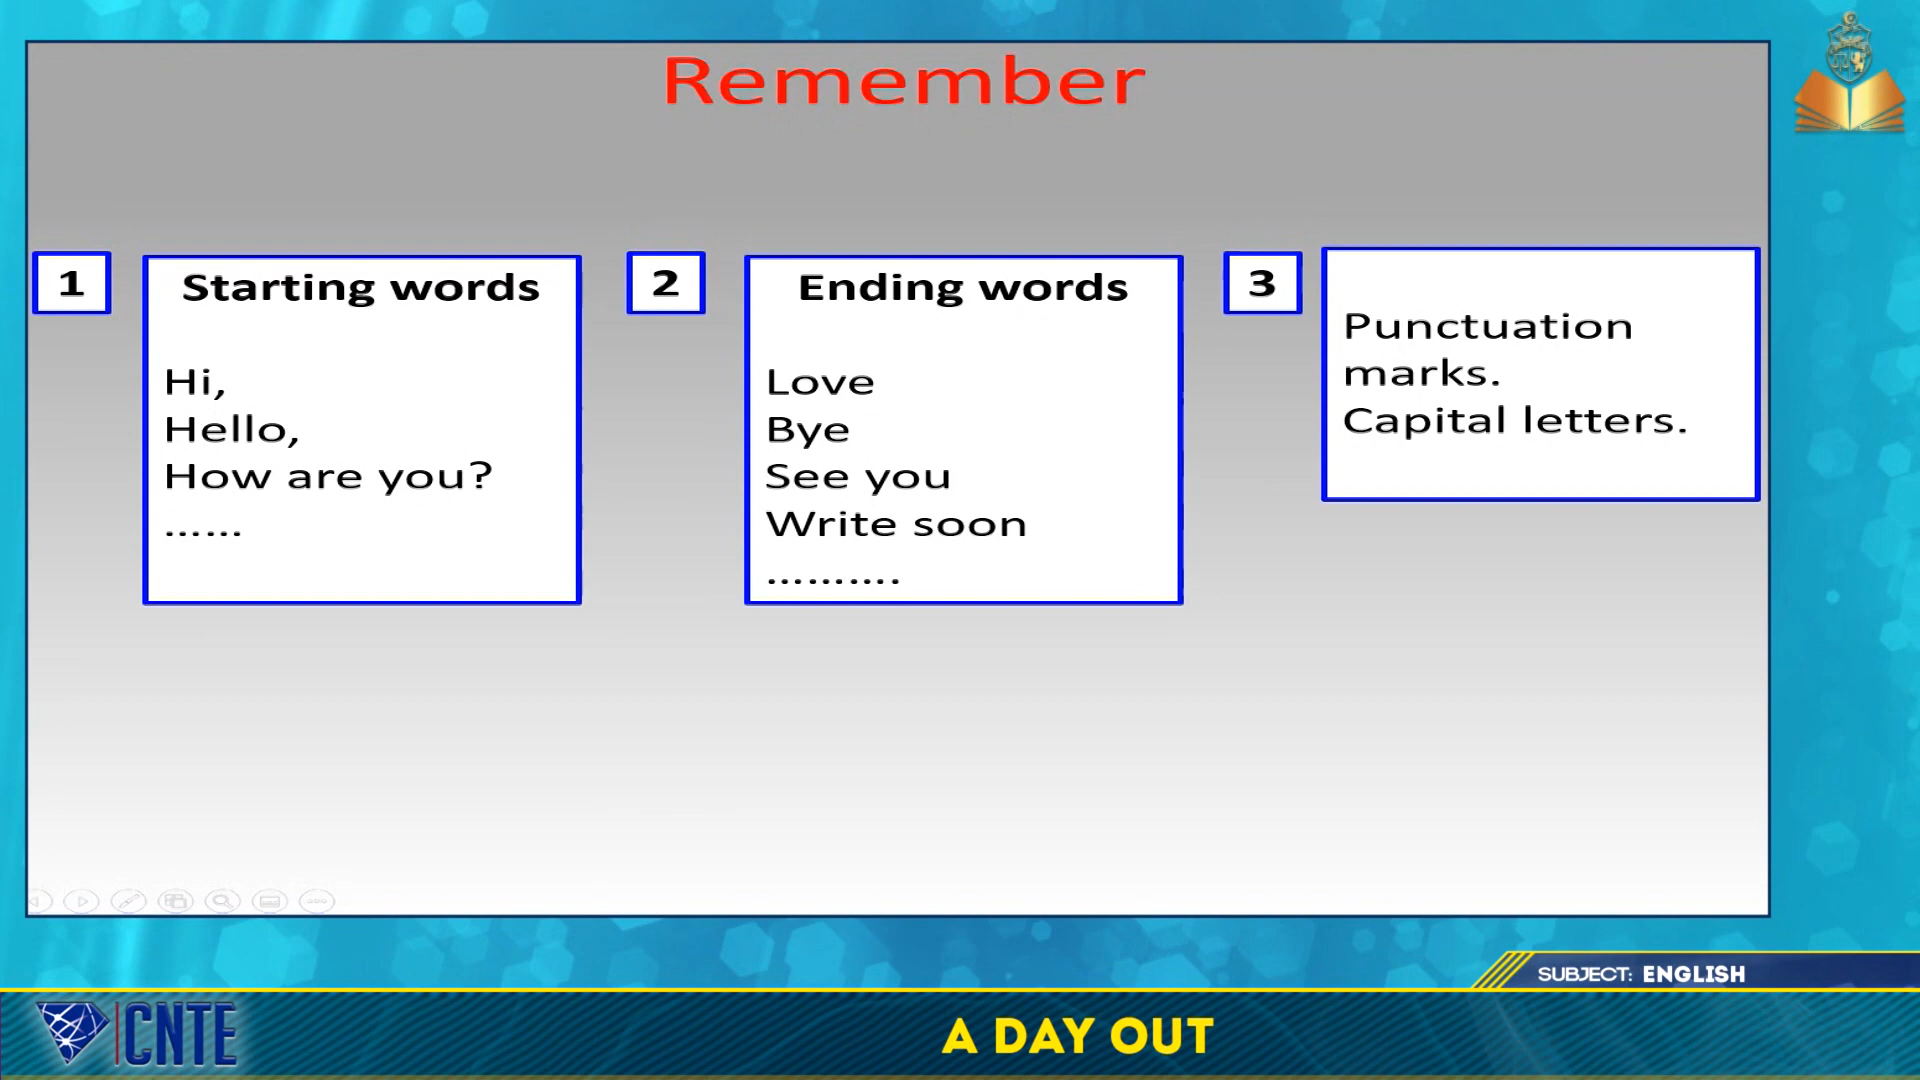 Remember
1
Starting words
Hi,
Hello,
How are you?
......
2
Ending words
Love
Bye
See you
Write soon
..........
3
Punctuation
marks.
Capital letters.
SUBJECT: ENGLISH
CNTE
A DAY OUT